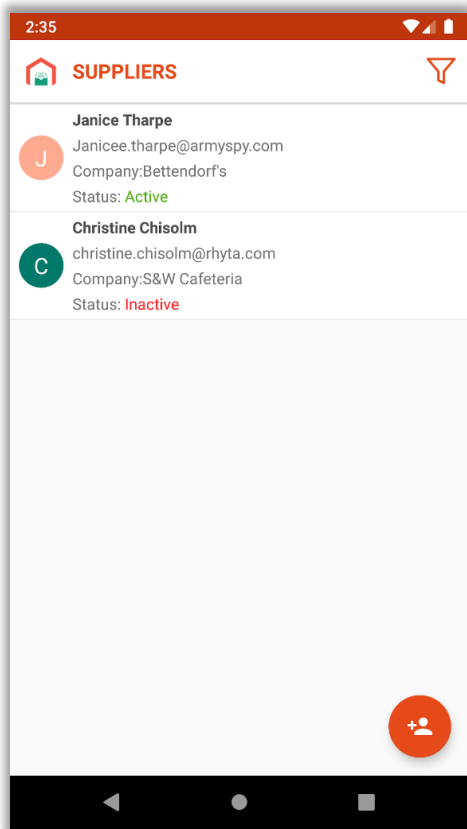 2:35
SUPPLIERS
Janice Tharpe
J
Janicee.tharpe@armyspy.com
Company:Bettendorf's
Status: Active
Christine Chisolm
C
christine.chisolm@rhyta.com
Company:S&W Cafeteria
Status: Inactive